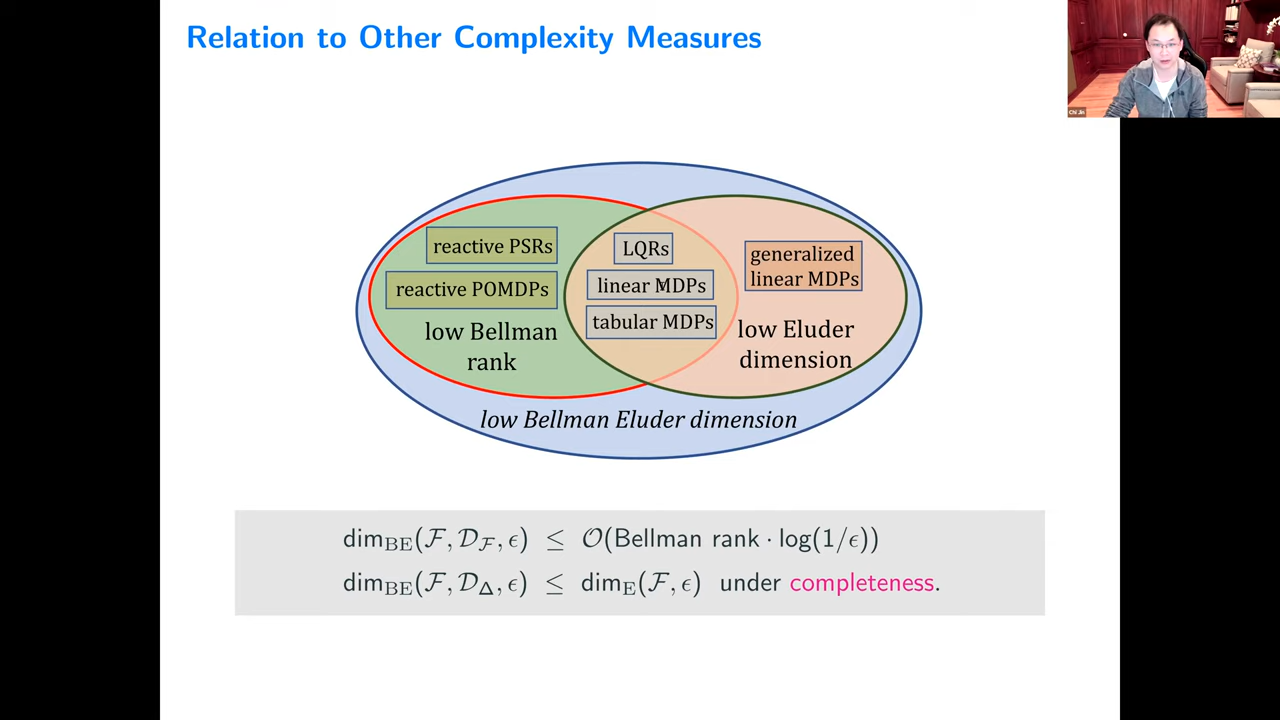 Relation to Other Complexity Measures
Chi Jin
reactive PSRs
reactive POMDPs
low Bellman
rank
LQRs
linear MDPs
tabular MDPs
generalized
linear MDPs
low Eluder
dimension
low Bellman Eluder dimension
dim_BE(ℱ, 𝒟_ℱ, ϵ) ≤ 𝒪(Bellman rank · log(1/ϵ))
dim_BE(ℱ, 𝒟_Δ, ϵ) ≤ dim_E(ℱ, ϵ) under completeness.